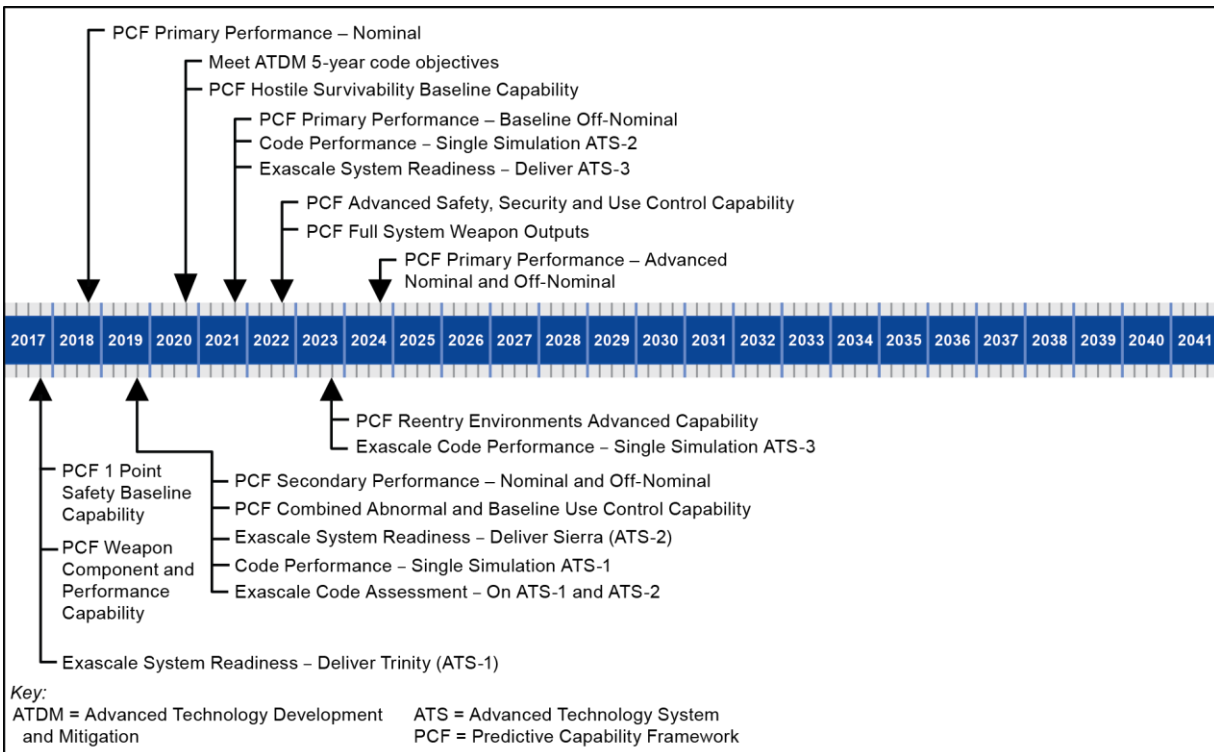 PCF Primary Performance – Nominal
Meet ATDM 5-year code objectives
PCF Hostile Survivability Baseline Capability
PCF Primary Performance – Baseline Off-Nominal
Code Performance – Single Simulation ATS-2
Exascale System Readiness – Deliver ATS-3
PCF Advanced Safety, Security and Use Control Capability
PCF Full System Weapon Outputs
PCF Primary Performance – Advanced
Nominal and Off-Nominal
2017 2018 2019 2020 2021 2022 2023 2024 2025 2026 2027 2028 2029 2030 2031 2032 2033 2034 2035 2036 2037 2038 2039 2040 2041
PCF Reentry Environments Advanced Capability
Exascale Code Performance – Single Simulation ATS-3
PCF 1 Point
Safety Baseline
Capability
PCF Weapon
Component and
Performance
Capability
PCF Secondary Performance – Nominal and Off-Nominal
PCF Combined Abnormal and Baseline Use Control Capability
Exascale System Readiness – Deliver Sierra (ATS-2)
Code Performance – Single Simulation ATS-1
Exascale Code Assessment – On ATS-1 and ATS-2
Exascale System Readiness – Deliver Trinity (ATS-1)
Key:
ATDM = Advanced Technology Development
and Mitigation
ATS = Advanced Technology System
PCF = Predictive Capability Framework